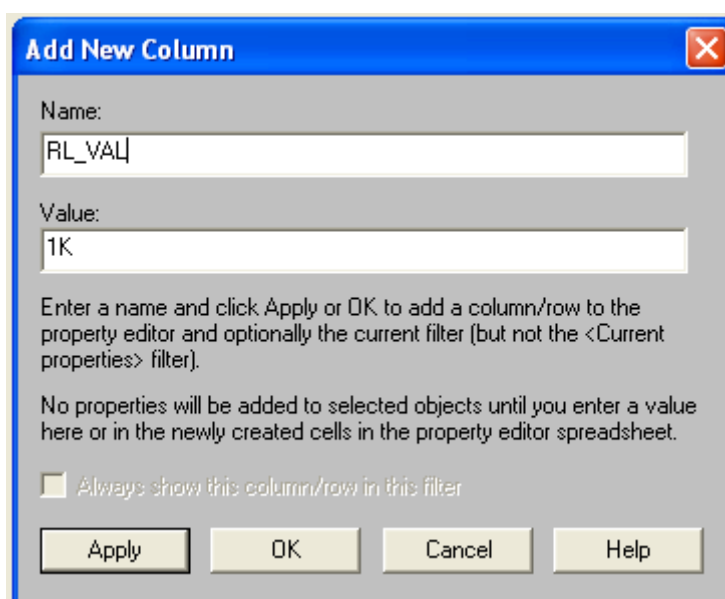 Add New Column
Name:
RL_VAL
Value:
1K
Enter a name and click Apply or OK to add a column/row to the
property editor and optionally the current filter (but not the <Current
properties> filter).
No properties will be added to selected objects until you enter a value
here or in the newly created cells in the property editor spreadsheet.
Always show this column/row in this filter
Apply OK Cancel Help